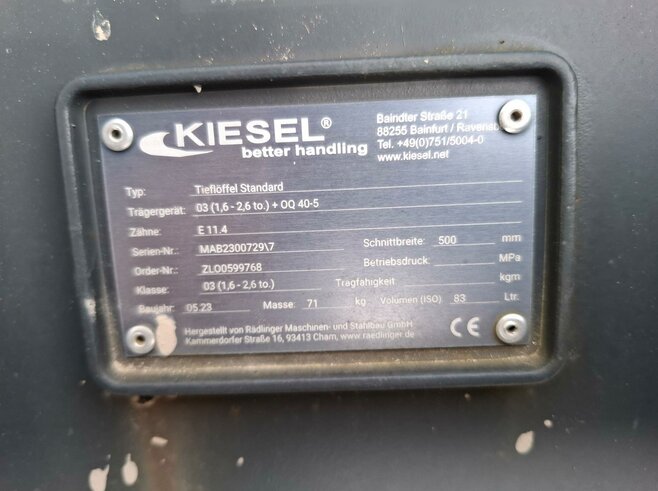 KIESEL®
better handling
Baindter Straße 21
88255 Bainfurt /
Tel. +49(0)751/5004-0
www.kiesel.net
Typ: Tieflöffel Standard
Trägergerät: 03 (1,6 - 2,6 to.) + OQ 40-5
Zähne: E 11.4
Serien-Nr.: MAB2300729\7 Schnittbreite: 500 mm
Order-Nr.: ZLO0599768 Betriebsdruck: MPa
Klasse: 03 (1,6 - 2,6 to.) Tragfähigkeit: kgm
Baujahr: 05.23 Masse: 71 kg Volumen (ISO) 83 Ltr.
Hergestellt von Rädlinger Maschinen- und Stahlbau GmbH
Kammerdorfer Straße 16, 93413 Cham, www.raedlinger.de
CE